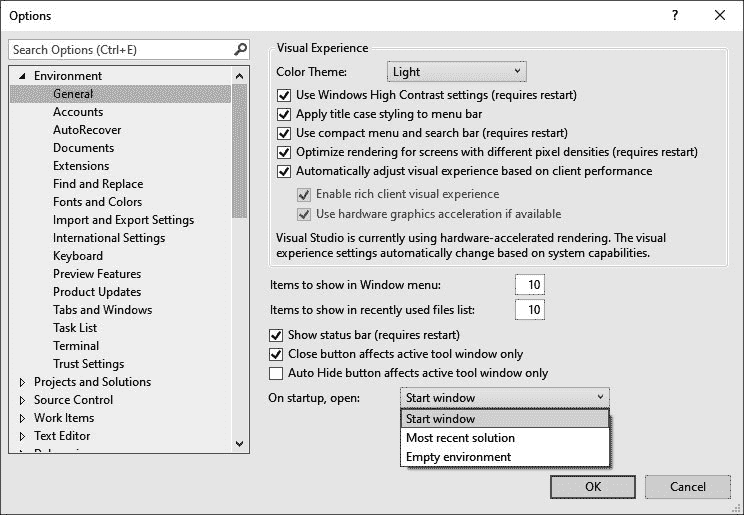 Options
Search Options (Ctrl+E)
Environment
General
Accounts
AutoRecover
Documents
Extensions
Find and Replace
Fonts and Colors
Import and Export Settings
International Settings
Keyboard
Preview Features
Product Updates
Tabs and Windows
Task List
Terminal
Trust Settings
Projects and Solutions
Source Control
Work Items
Text Editor
Visual Experience
Color Theme: Light
Use Windows High Contrast settings (requires restart)
Apply title case styling to menu bar
Use compact menu and search bar (requires restart)
Optimize rendering for screens with different pixel densities (requires restart)
Automatically adjust visual experience based on client performance
Enable rich client visual experience
Use hardware graphics acceleration if available
Visual Studio is currently using hardware-accelerated rendering. The visual
experience settings automatically change based on system capabilities.
Items to show in Window menu: 10
Items to show in recently used files list: 10
Show status bar (requires restart)
Close button affects active tool window only
Auto Hide button affects active tool window only
On startup, open: Start window
Start window
Most recent solution
Empty environment
OK Cancel